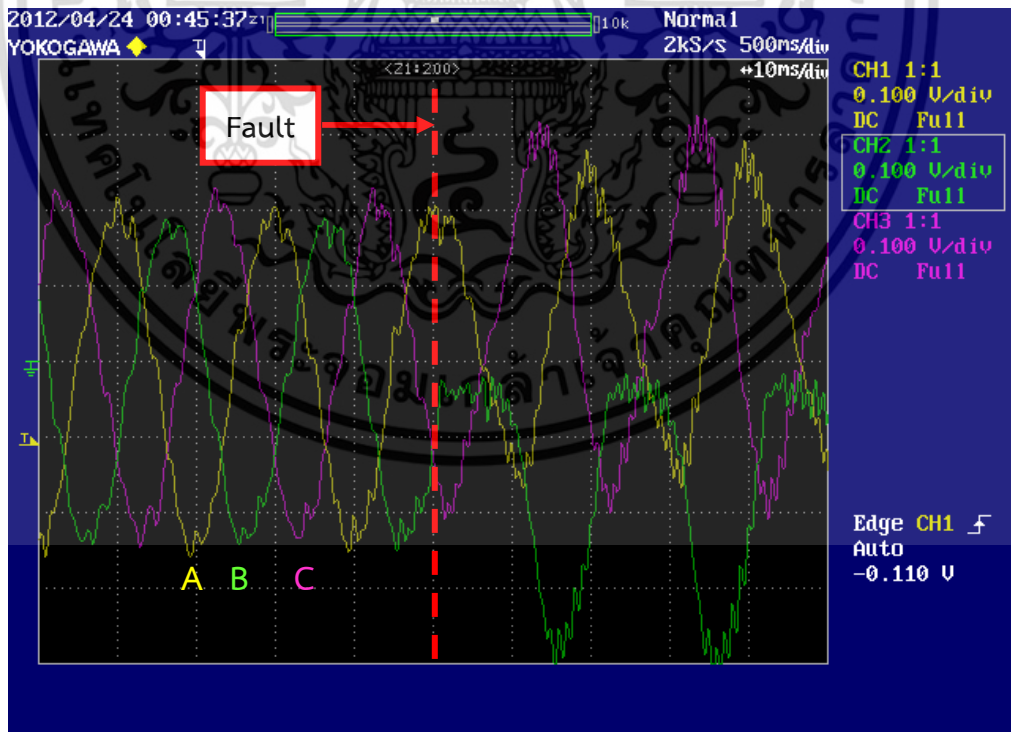 2012/04/24 00:45:37 Z1 10k Normal
YOKOGAWA 2kS/s 500ms/div
<Z1:200> ↔10ms/div
CH1 1:1
0.100 V/div
DC Full
CH2 1:1
0.100 V/div
DC Full
CH3 1:1
0.100 V/div
DC Full
Fault
A B C
Edge CH1
Auto
-0.110 V